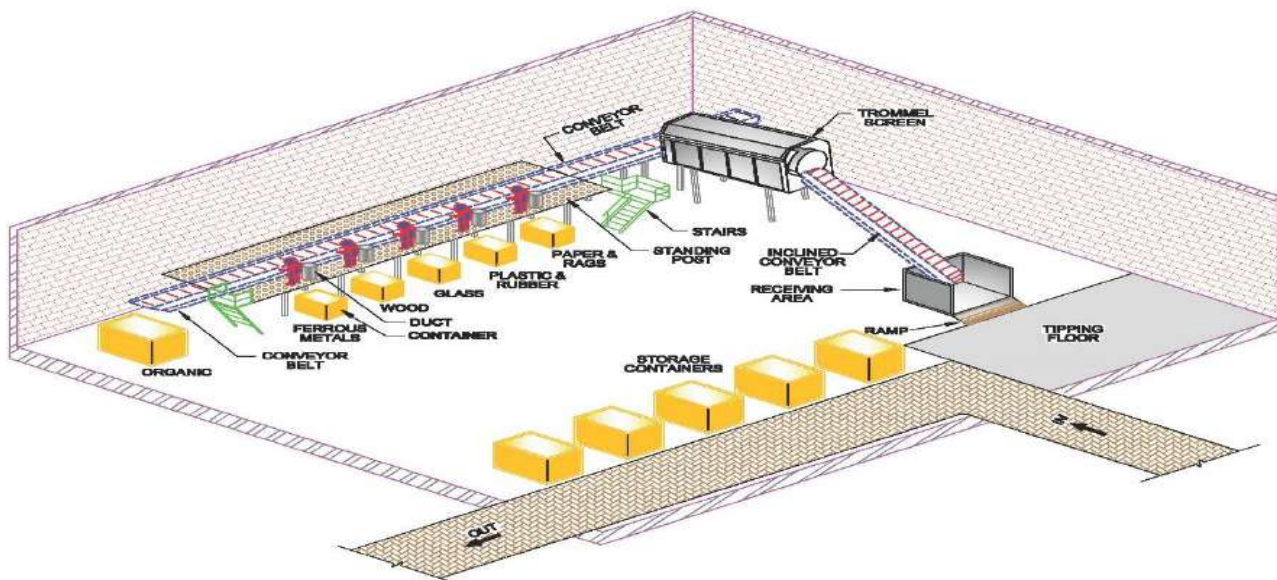 TROMMEL
SCREEN
CONVEYOR
BELT
STAIRS
STANDING
POST
INCLINED
CONVEYOR
BELT
RECEIVING
AREA
RAMP
TIPPING
FLOOR
PAPER &
RAGS
PLASTIC &
RUBBER
GLASS
WOOD
DUCT
CONTAINER
FERROUS
METALS
CONVEYOR
BELT
ORGANIC
STORAGE
CONTAINERS
IN
OUT